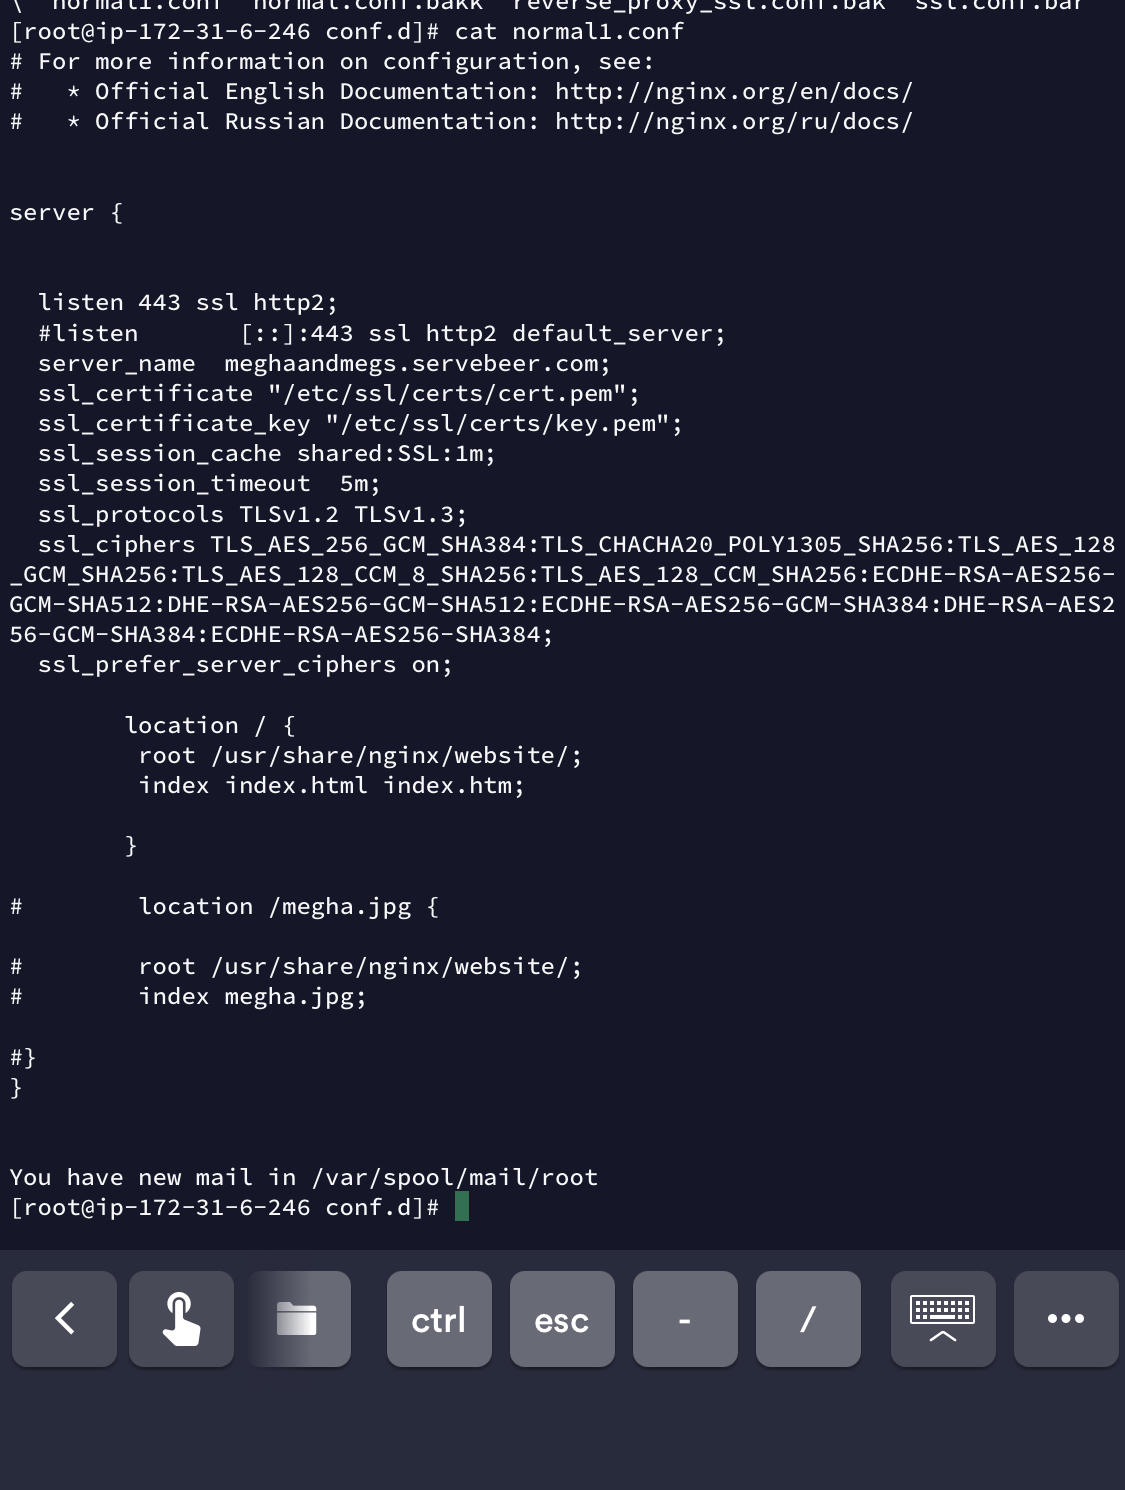 \  normal1.conf  normal.conf.bakk  reverse_proxy_ssl.conf.bak  ssl.conf.bar
[root@ip-172-31-6-246 conf.d]# cat normal1.conf
# For more information on configuration, see:
#   * Official English Documentation: http://nginx.org/en/docs/
#   * Official Russian Documentation: http://nginx.org/ru/docs/
server {
  listen 443 ssl http2;
  #listen       [::]:443 ssl http2 default_server;
  server_name  meghaandmegs.servebeer.com;
  ssl_certificate "/etc/ssl/certs/cert.pem";
  ssl_certificate_key "/etc/ssl/certs/key.pem";
  ssl_session_cache shared:SSL:1m;
  ssl_session_timeout  5m;
  ssl_protocols TLSv1.2 TLSv1.3;
  ssl_ciphers TLS_AES_256_GCM_SHA384:TLS_CHACHA20_POLY1305_SHA256:TLS_AES_128
_GCM_SHA256:TLS_AES_128_CCM_8_SHA256:TLS_AES_128_CCM_SHA256:ECDHE-RSA-AES256-
GCM-SHA512:DHE-RSA-AES256-GCM-SHA512:ECDHE-RSA-AES256-GCM-SHA384:DHE-RSA-AES2
56-GCM-SHA384:ECDHE-RSA-AES256-SHA384;
  ssl_prefer_server_ciphers on;
        location / {
         root /usr/share/nginx/website/;
         index index.html index.htm;
        }
#        location /megha.jpg {
#        root /usr/share/nginx/website/;
#        index megha.jpg;
#}
}
You have new mail in /var/spool/mail/root
[root@ip-172-31-6-246 conf.d]#
ctrl esc - /